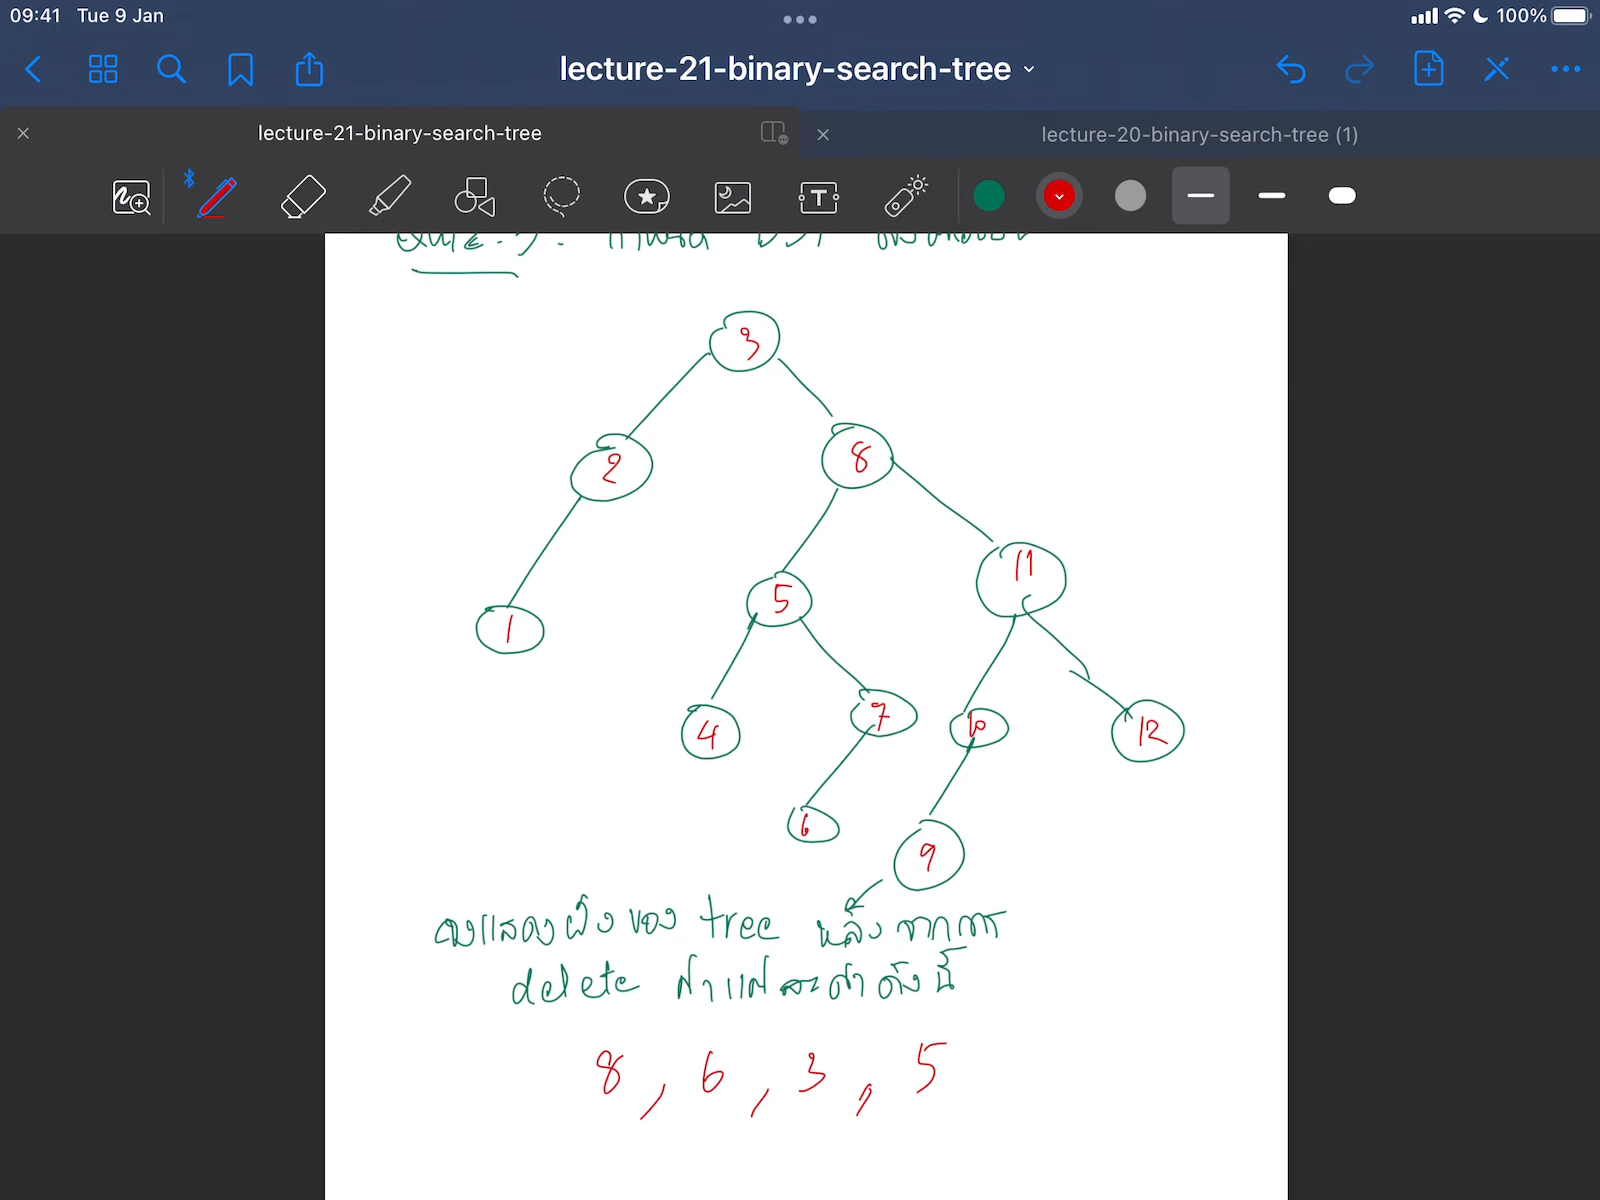 09:41 Tue 9 Jan
100%
lecture-21-binary-search-tree
lecture-21-binary-search-tree
lecture-20-binary-search-tree (1)
T
3
2
8
5
11
1
4
7
10
12
6
9
จงแสดงผังของ tree หลังจากการ
delete ค่าแต่ละค่าดังนี้
8, 6, 3, 5